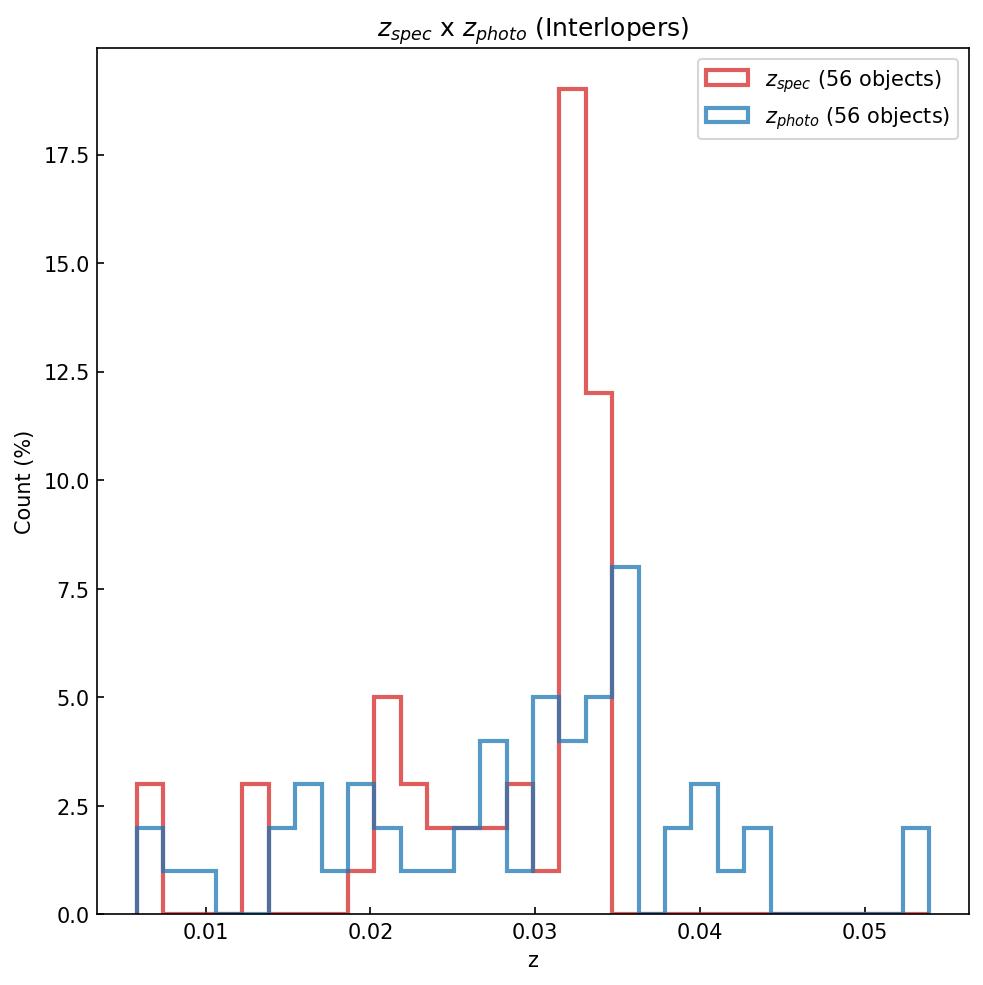 z_spec x z_photo (Interlopers)
z_spec (56 objects)
z_photo (56 objects)
Count (%)
17.5
15.0
12.5
10.0
7.5
5.0
2.5
0.0
0.01 0.02 0.03 0.04 0.05
z